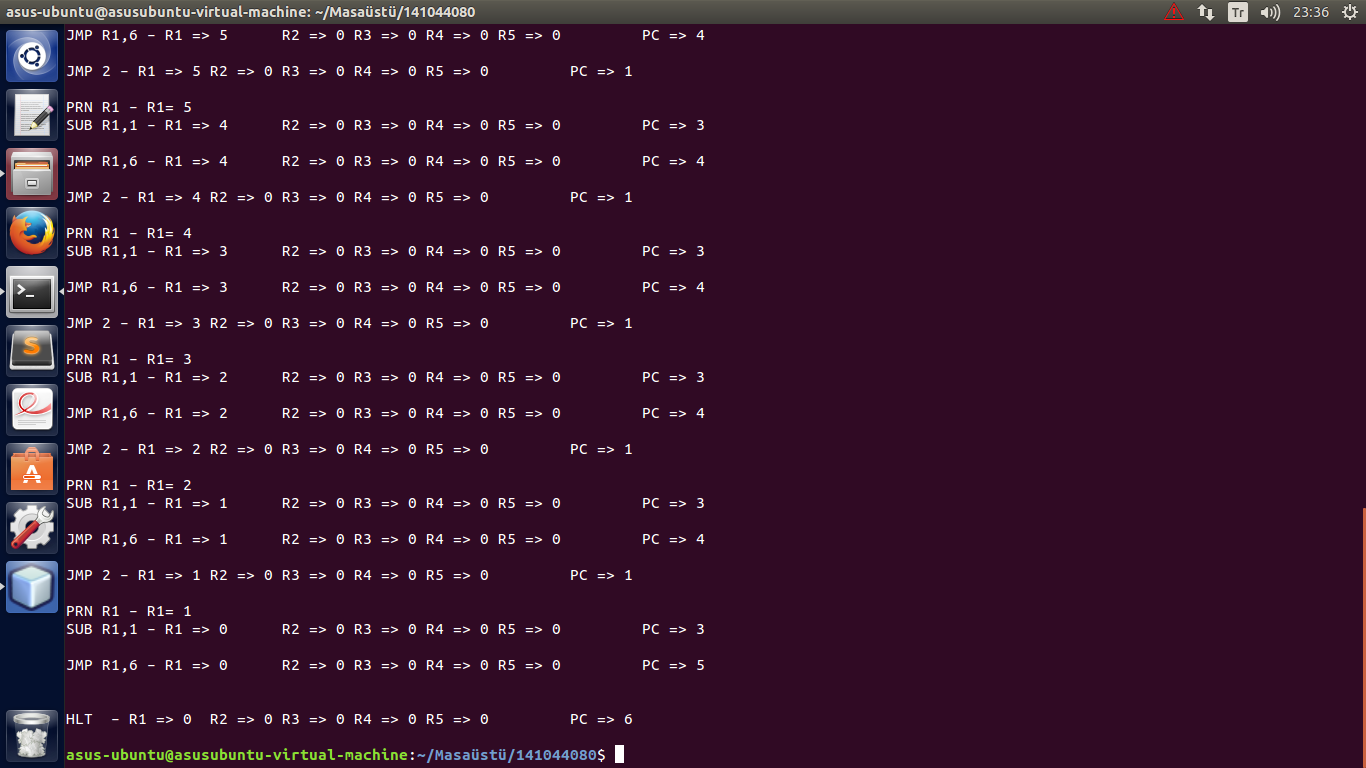 asus-ubuntu@asusubuntu-virtual-machine: ~/Masaüstü/141044080 Tr 23:36
JMP R1,6 – R1 => 5 R2 => 0 R3 => 0 R4 => 0 R5 => 0 PC => 4
JMP 2 – R1 => 5 R2 => 0 R3 => 0 R4 => 0 R5 => 0 PC => 1
PRN R1 – R1= 5
SUB R1,1 – R1 => 4 R2 => 0 R3 => 0 R4 => 0 R5 => 0 PC => 3
JMP R1,6 – R1 => 4 R2 => 0 R3 => 0 R4 => 0 R5 => 0 PC => 4
JMP 2 – R1 => 4 R2 => 0 R3 => 0 R4 => 0 R5 => 0 PC => 1
PRN R1 – R1= 4
SUB R1,1 – R1 => 3 R2 => 0 R3 => 0 R4 => 0 R5 => 0 PC => 3
JMP R1,6 – R1 => 3 R2 => 0 R3 => 0 R4 => 0 R5 => 0 PC => 4
JMP 2 – R1 => 3 R2 => 0 R3 => 0 R4 => 0 R5 => 0 PC => 1
PRN R1 – R1= 3
SUB R1,1 – R1 => 2 R2 => 0 R3 => 0 R4 => 0 R5 => 0 PC => 3
JMP R1,6 – R1 => 2 R2 => 0 R3 => 0 R4 => 0 R5 => 0 PC => 4
JMP 2 – R1 => 2 R2 => 0 R3 => 0 R4 => 0 R5 => 0 PC => 1
PRN R1 – R1= 2
SUB R1,1 – R1 => 1 R2 => 0 R3 => 0 R4 => 0 R5 => 0 PC => 3
JMP R1,6 – R1 => 1 R2 => 0 R3 => 0 R4 => 0 R5 => 0 PC => 4
JMP 2 – R1 => 1 R2 => 0 R3 => 0 R4 => 0 R5 => 0 PC => 1
PRN R1 – R1= 1
SUB R1,1 – R1 => 0 R2 => 0 R3 => 0 R4 => 0 R5 => 0 PC => 3
JMP R1,6 – R1 => 0 R2 => 0 R3 => 0 R4 => 0 R5 => 0 PC => 5
HLT – R1 => 0 R2 => 0 R3 => 0 R4 => 0 R5 => 0 PC => 6
asus-ubuntu@asusubuntu-virtual-machine:~/Masaüstü/141044080$